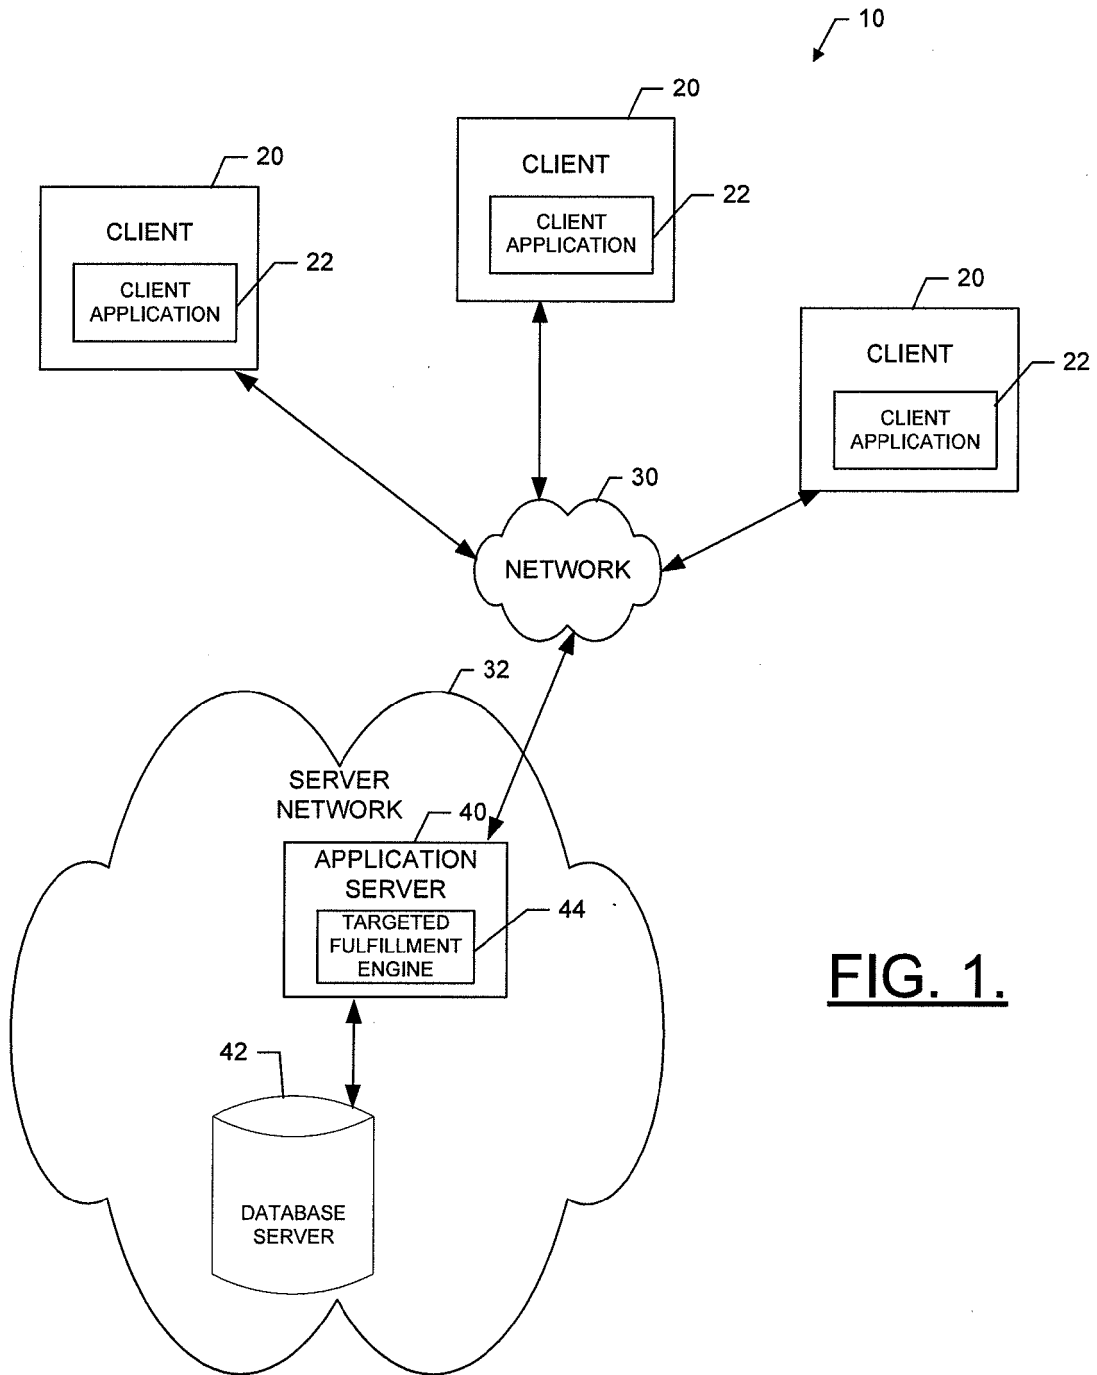 10
20
CLIENT
CLIENT
APPLICATION
22
20
CLIENT
CLIENT
APPLICATION
22
20
CLIENT
CLIENT
APPLICATION
22
30
NETWORK
32
SERVER
NETWORK
40
APPLICATION
SERVER
TARGETED
FULFILLMENT
ENGINE
44
FIG. 1.
42
DATABASE
SERVER